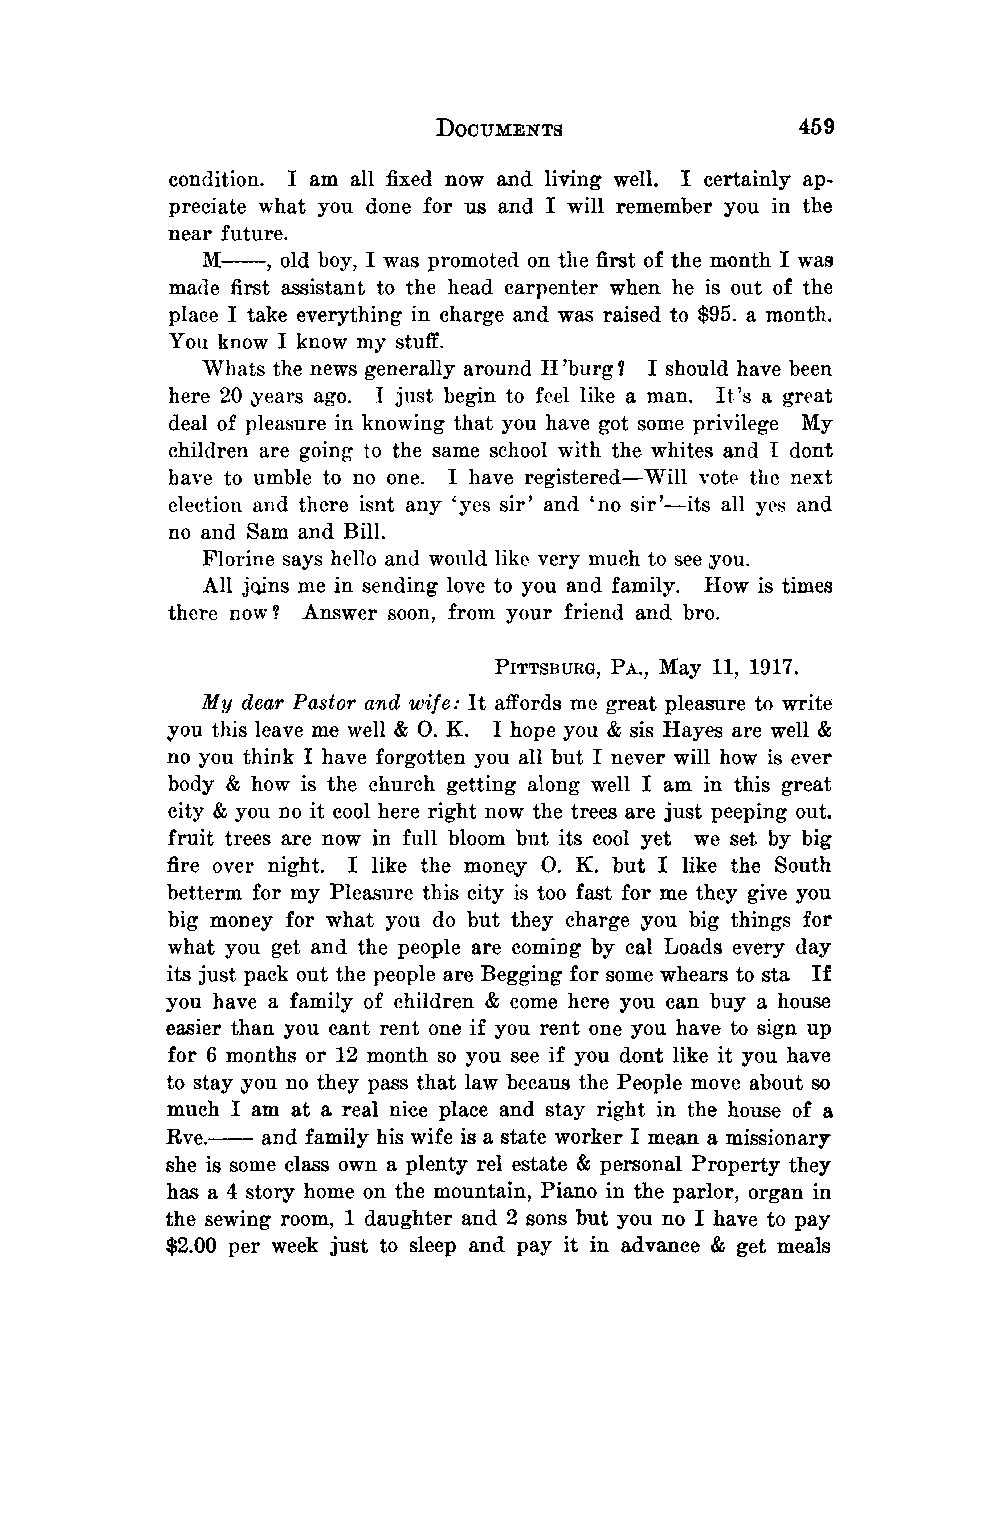 DOCUMENTS 459
condition. I am all fixed now and living well. I certainly ap-
preciate what you done for us and I will remember you in the
near future.
M——, old boy, I was promoted on the first of the month I was
made first assistant to the head carpenter when he is out of the
place I take everything in charge and was raised to $95. a month.
You know I know my stuff.
Whats the news generally around H'burg? I should have been
here 20 years ago. I just begin to feel like a man. It's a great
deal of pleasure in knowing that you have got some privilege My
children are going to the same school with the whites and I dont
have to umble to no one. I have registered—Will vote the next
election and there isnt any 'yes sir' and 'no sir'—its all yes and
no and Sam and Bill.
Florine says hello and would like very much to see you.
All joins me in sending love to you and family. How is times
there now? Answer soon, from your friend and bro.
PITTSBURG, PA., May 11, 1917.
My dear Pastor and wife: It affords me great pleasure to write
you this leave me well & O. K. I hope you & sis Hayes are well &
no you think I have forgotten you all but I never will how is ever
body & how is the church getting along well I am in this great
city & you no it cool here right now the trees are just peeping out.
fruit trees are now in full bloom but its cool yet we set by big
fire over night. I like the money O. K. but I like the South
betterm for my Pleasure this city is too fast for me they give you
big money for what you do but they charge you big things for
what you get and the people are coming by cal Loads every day
its just pack out the people are Begging for some whears to sta If
you have a family of children & come here you can buy a house
easier than you cant rent one if you rent one you have to sign up
for 6 months or 12 month so you see if you dont like it you have
to stay you no they pass that law becaus the People move about so
much I am at a real nice place and stay right in the house of a
Rve.—— and family his wife is a state worker I mean a missionary
she is some class own a plenty rel estate & personal Property they
has a 4 story home on the mountain, Piano in the parlor, organ in
the sewing room, 1 daughter and 2 sons but you no I have to pay
$2.00 per week just to sleep and pay it in advance & get meals